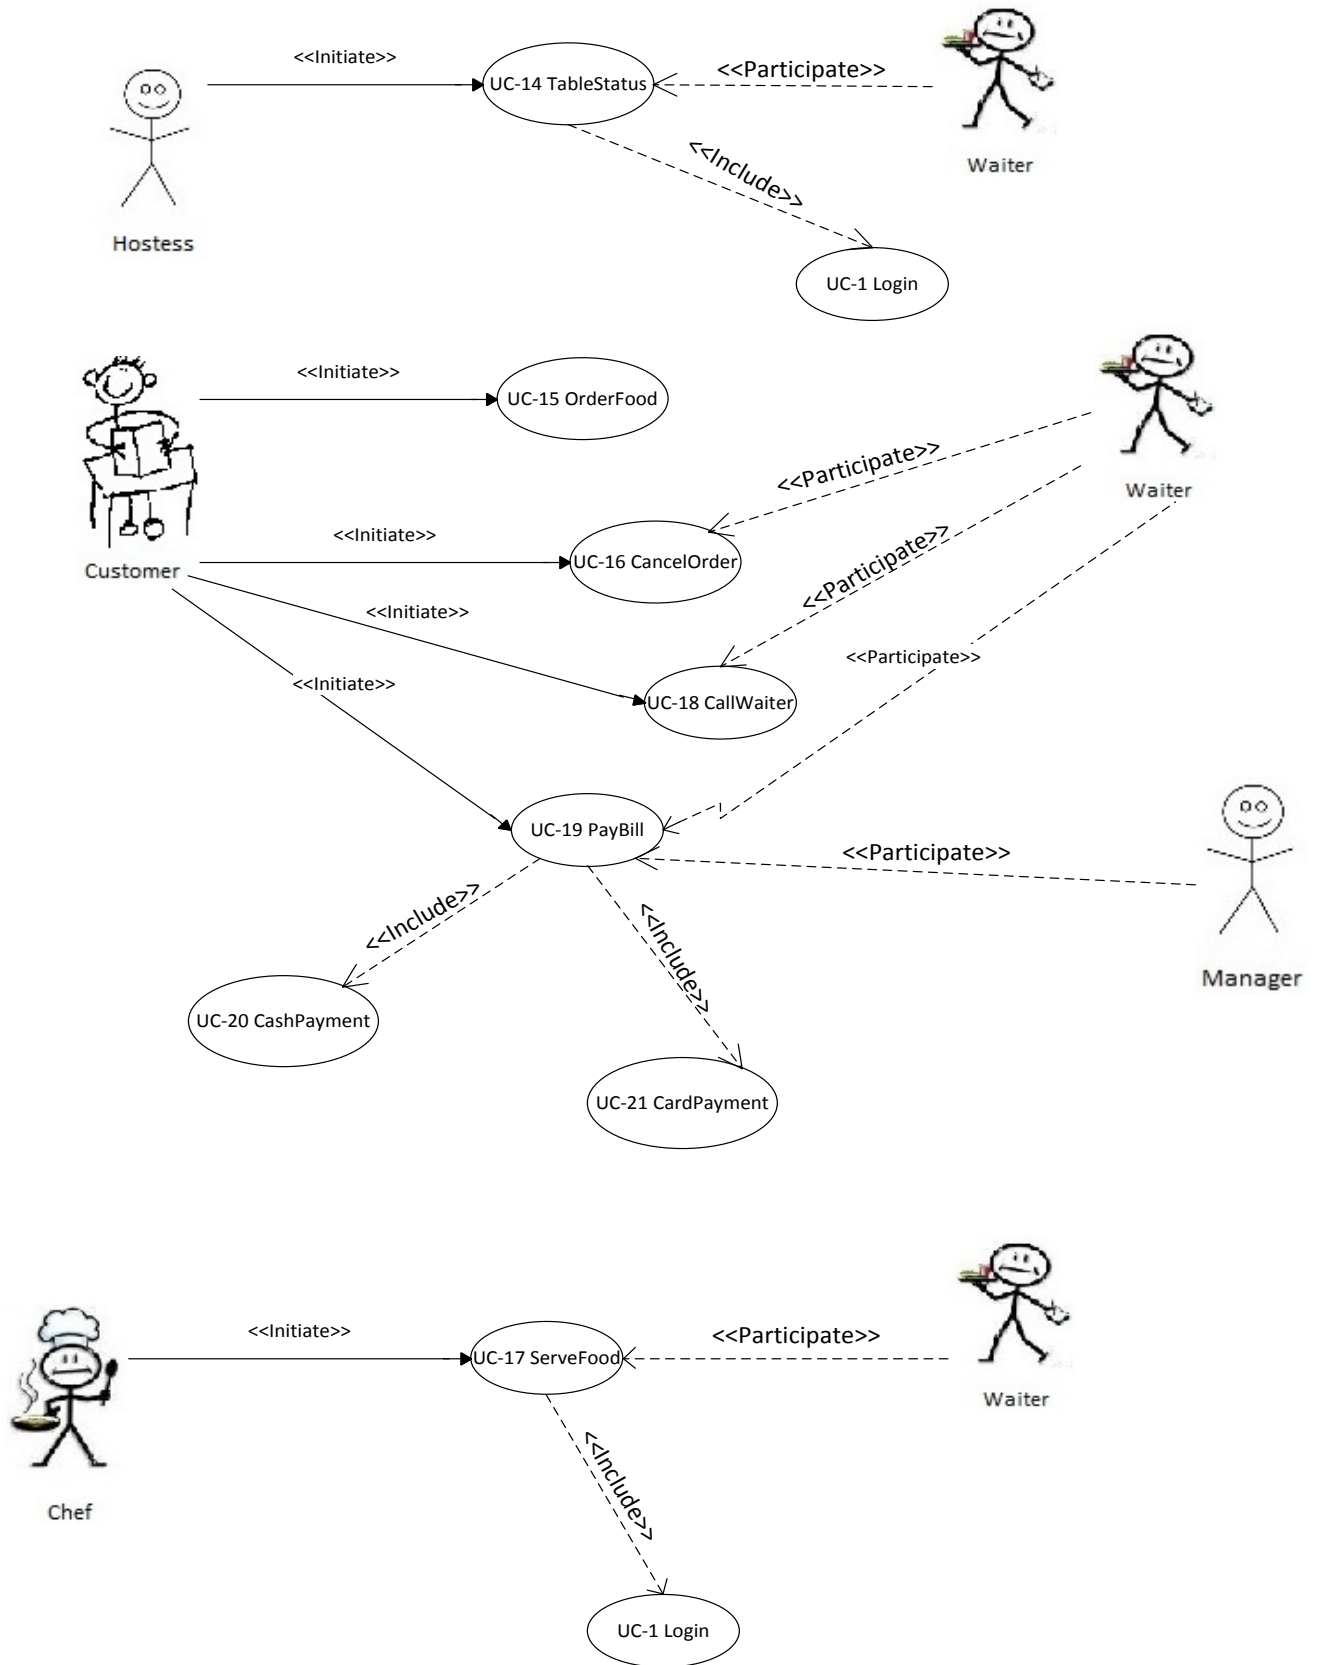 <<Initiate>>
UC-14 TableStatus
<<Participate>>
Waiter
<<Include>>
Hostess
UC-1 Login
<<Initiate>>
UC-15 OrderFood
<<Participate>>
Waiter
<<Initiate>>
UC-16 CancelOrder
<<Participate>>
Customer
<<Initiate>>
<<Participate>>
<<Initiate>>
UC-18 CallWaiter
UC-19 PayBill
<<Participate>>
<<Include>>
<<Include>>
Manager
UC-20 CashPayment
UC-21 CardPayment
<<Initiate>>
UC-17 ServeFood
<<Participate>>
Waiter
<<Include>>
Chef
UC-1 Login